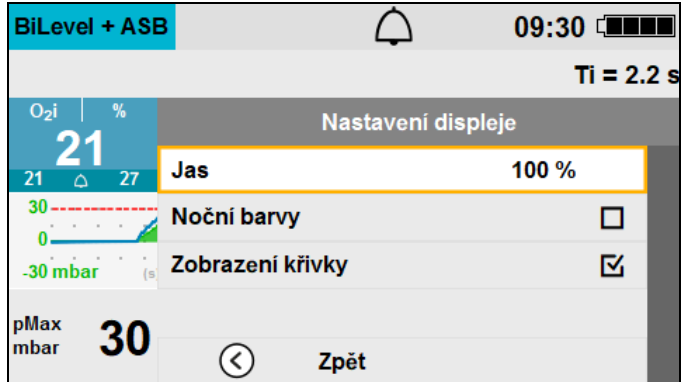 BiLevel + ASB 09:30
Ti = 2.2 s
O₂i %
21
21 27
Nastavení displeje
Jas 100 %
Noční barvy
Zobrazení křivky
30
0
-30 mbar (s
pMax
mbar
30
Zpět